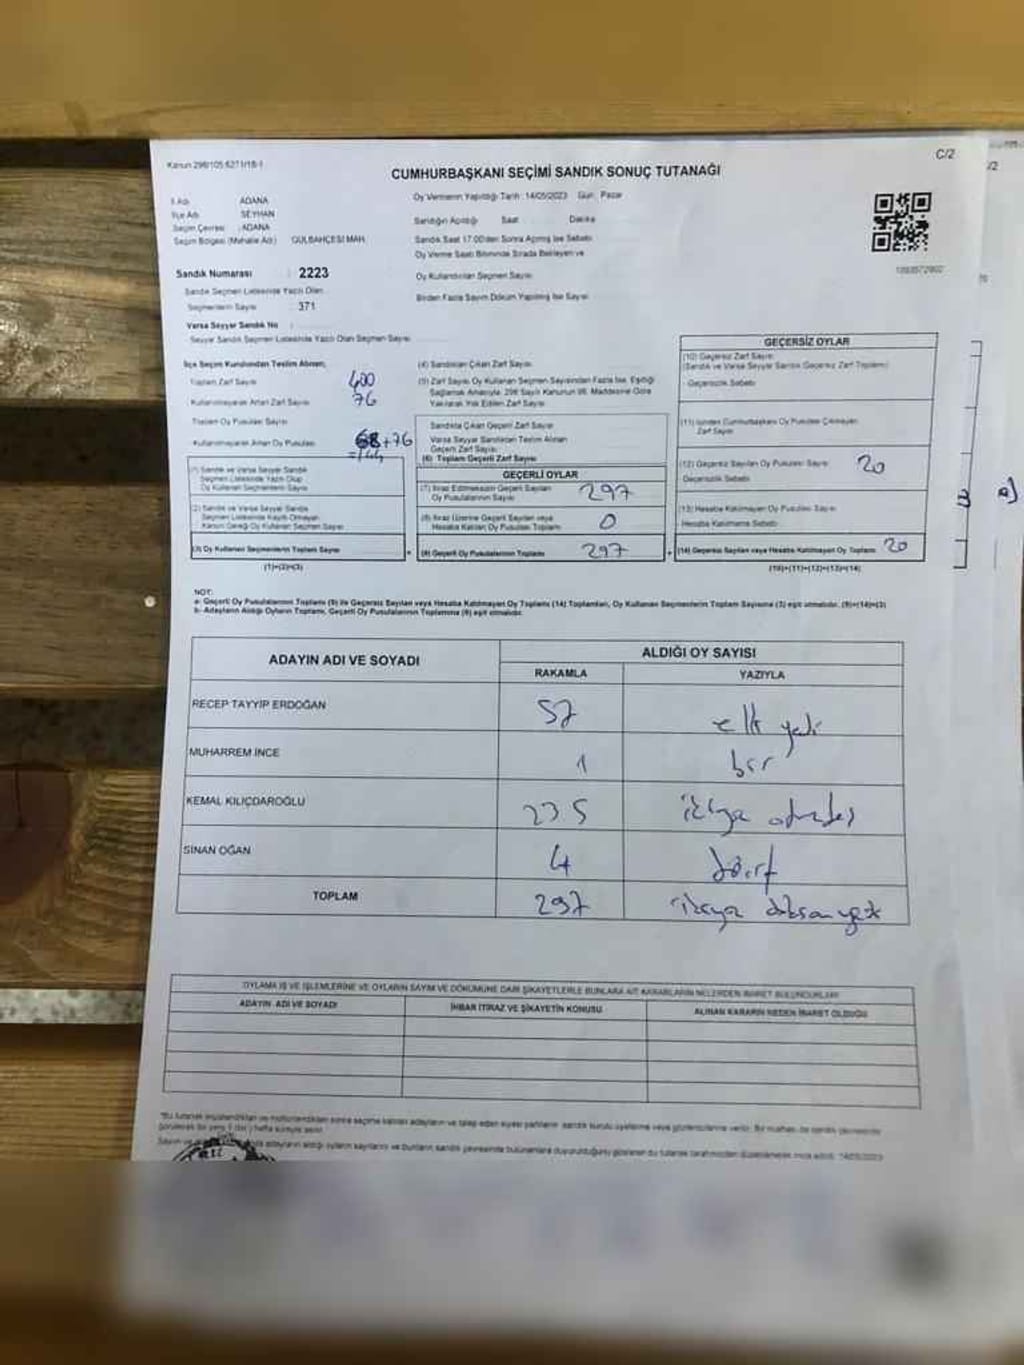 Kanun 298/105.6271/18-1
C/2
CUMHURBAŞKANI SEÇİMİ SANDIK SONUÇ TUTANAĞI
İl Adı ADANA
İlçe Adı SEYHAN
Seçim Çevresi : ADANA
Seçim Bölgesi (Mahalle Adı) GÜLBAHÇESİ MAH.
Sandık Numarası : 2223
Sandık Seçmen Listesinde Yazılı Olan
Seçmenlerin Sayısı : 371
Varsa Seyyar Sandık No
Seyyar Sandık Seçmen Listesinde Yazılı Olan Seçmen Sayısı
Oy Vermenin Yapıldığı Tarih : 14/05/2023 Gün : Pazar
Sandığın Açıldığı Saat Dakika
Sandık Saat 17.00'den Sonra Açılmış İse Sebebi
Oy Verme Saati Bitiminde Sırada Bekleyen ve
Oy Kullandırılan Seçmen Sayısı
Birden Fazla Sayım Döküm Yapılmış İse Sayısı
İlçe Seçim Kurulundan Teslim Alınan;
Toplam Zarf Sayısı 400
Kullanılmayarak Artan Zarf Sayısı 76
Toplam Oy Pusulası Sayısı
Kullanılmayarak Artan Oy Pusulası 68+76
=144
(1) Sandık ve Varsa Seyyar Sandık
Seçmen Listesinde Yazılı Olup
Oy Kullanan Seçmenlerin Sayısı
(2) Sandık ve Varsa Seyyar Sandık
Seçmen Listesinde Kayıtlı Olmayan
Kanun Gereği Oy Kullanan Seçmen Sayısı
(3) Oy Kullanan Seçmenlerin Toplam Sayısı
(1)+(2)=(3)
(4) Sandıktan Çıkan Zarf Sayısı
(5) Zarf Sayısı Oy Kullanan Seçmen Sayısından Fazla İse, Eşitliği
Sağlamak Amacıyla, 298 Sayılı Kanunun 98. Maddesine Göre
Yakılarak Yok Edilen Zarf Sayısı
Sandıkta Çıkan Geçerli Zarf Sayısı
Varsa Seyyar Sandıktan Teslim Alınan
Geçerli Zarf Sayısı
(6) Toplam Geçerli Zarf Sayısı
GEÇERLİ OYLAR
(7) İtiraz Edilmeksizin Geçerli Sayılan
Oy Pusulalarının Sayısı 297
(8) İtiraz Üzerine Geçerli Sayılan veya
Hesaba Katılan Oy Pusulaları Toplamı 0
(9) Geçerli Oy Pusulalarının Toplamı 297
+
GEÇERSİZ OYLAR
(10) Geçersiz Zarf Sayısı
(Sandık ve Varsa Seyyar Sandık Geçersiz Zarf Toplamı)
Geçersizlik Sebebi
(11) İçinden Cumhurbaşkanı Oy Pusulası Çıkmayan
Zarf Sayısı
(12) Geçersiz Sayılan Oy Pusulası Sayısı 20
Geçersizlik Sebebi
(13) Hesaba Katılmayan Oy Pusulası Sayısı
Hesaba Katılmama Sebebi
(14) Geçersiz Sayılan veya Hesaba Katılmayan Oy Toplamı 20
(10)+(11)+(12)+(13)=(14)
NOT:
a- Geçerli Oy Pusulalarının Toplamı (9) ile Geçersiz Sayılan veya Hesaba Katılmayan Oy Toplamı (14) Toplamları, Oy Kullanan Seçmenlerin Toplam Sayısına (3) eşit olmalıdır. (9)+(14)=(3)
b- Adayların Aldığı Oyların Toplamı, Geçerli Oy Pusulalarının Toplamına (9) eşit olmalıdır.
ADAYIN ADI VE SOYADI ALDIĞI OY SAYISI
RAKAMLA YAZIYLA
RECEP TAYYİP ERDOĞAN 57 elli yedi
MUHARREM İNCE 1 bir
KEMAL KILIÇDAROĞLU 235 ikiyüz otuzbeş
SİNAN OĞAN 4 dört
TOPLAM 297 ikiyüz doksan yedi
OYLAMA İŞ VE İŞLEMLERİNE VE OYLARIN SAYIM VE DÖKÜMÜNE DAİR ŞİKAYETLERLE BUNLARA AİT KARARLARIN NELERDEN İBARET BULUNDUKLARI
ADAYIN ADI VE SOYADI İHBAR İTİRAZ VE ŞİKAYETİN KONUSU ALINAN KARARIN NEDEN İBARET OLDUĞU